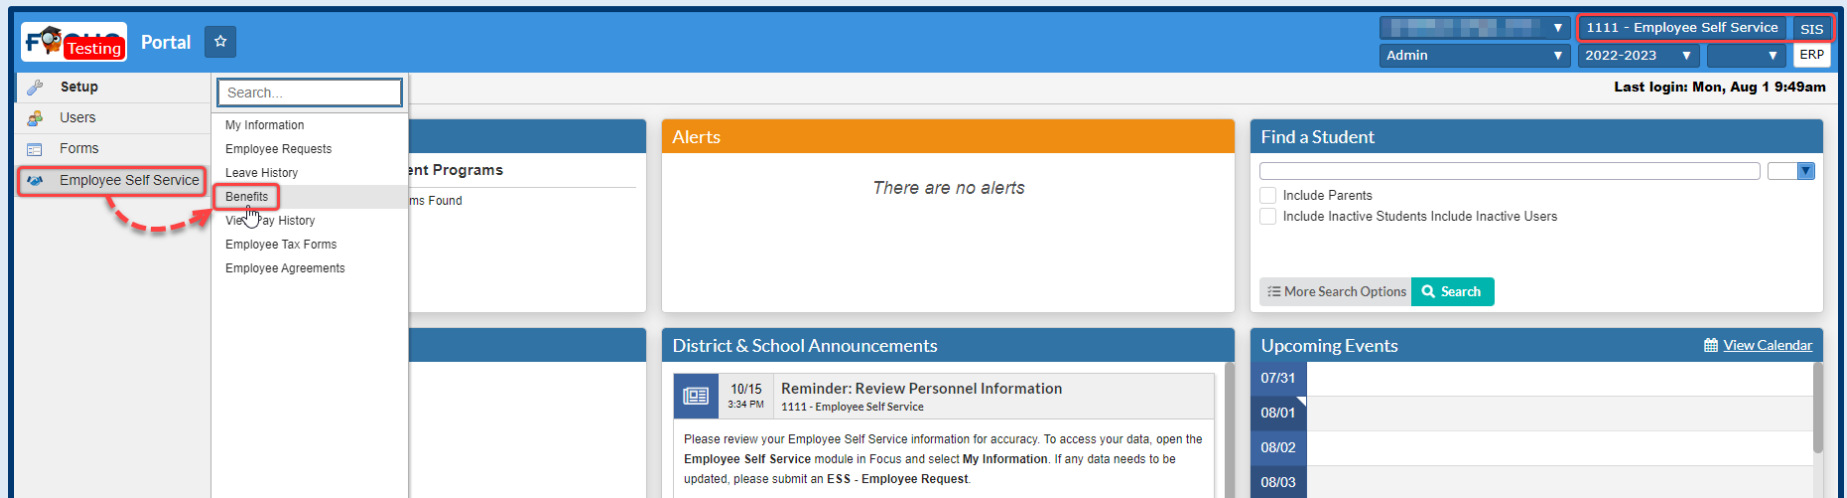 FOCUS
Testing
Portal
1111 - Employee Self Service
SIS
Admin
2022-2023
ERP
Last login: Mon, Aug 1 9:49am
Setup
Users
Forms
Employee Self Service
Search...
My Information
Employee Requests
Leave History
Benefits
View Pay History
Employee Tax Forms
Employee Agreements
ent Programs
ms Found
Alerts
There are no alerts
Find a Student
Include Parents
Include Inactive Students Include Inactive Users
More Search Options
Search
District & School Announcements
10/15
3:34 PM
Reminder: Review Personnel Information
1111 - Employee Self Service
Please review your Employee Self Service information for accuracy. To access your data, open the
Employee Self Service module in Focus and select My Information. If any data needs to be
updated, please submit an ESS - Employee Request.
Upcoming Events
View Calendar
07/31
08/01
08/02
08/03